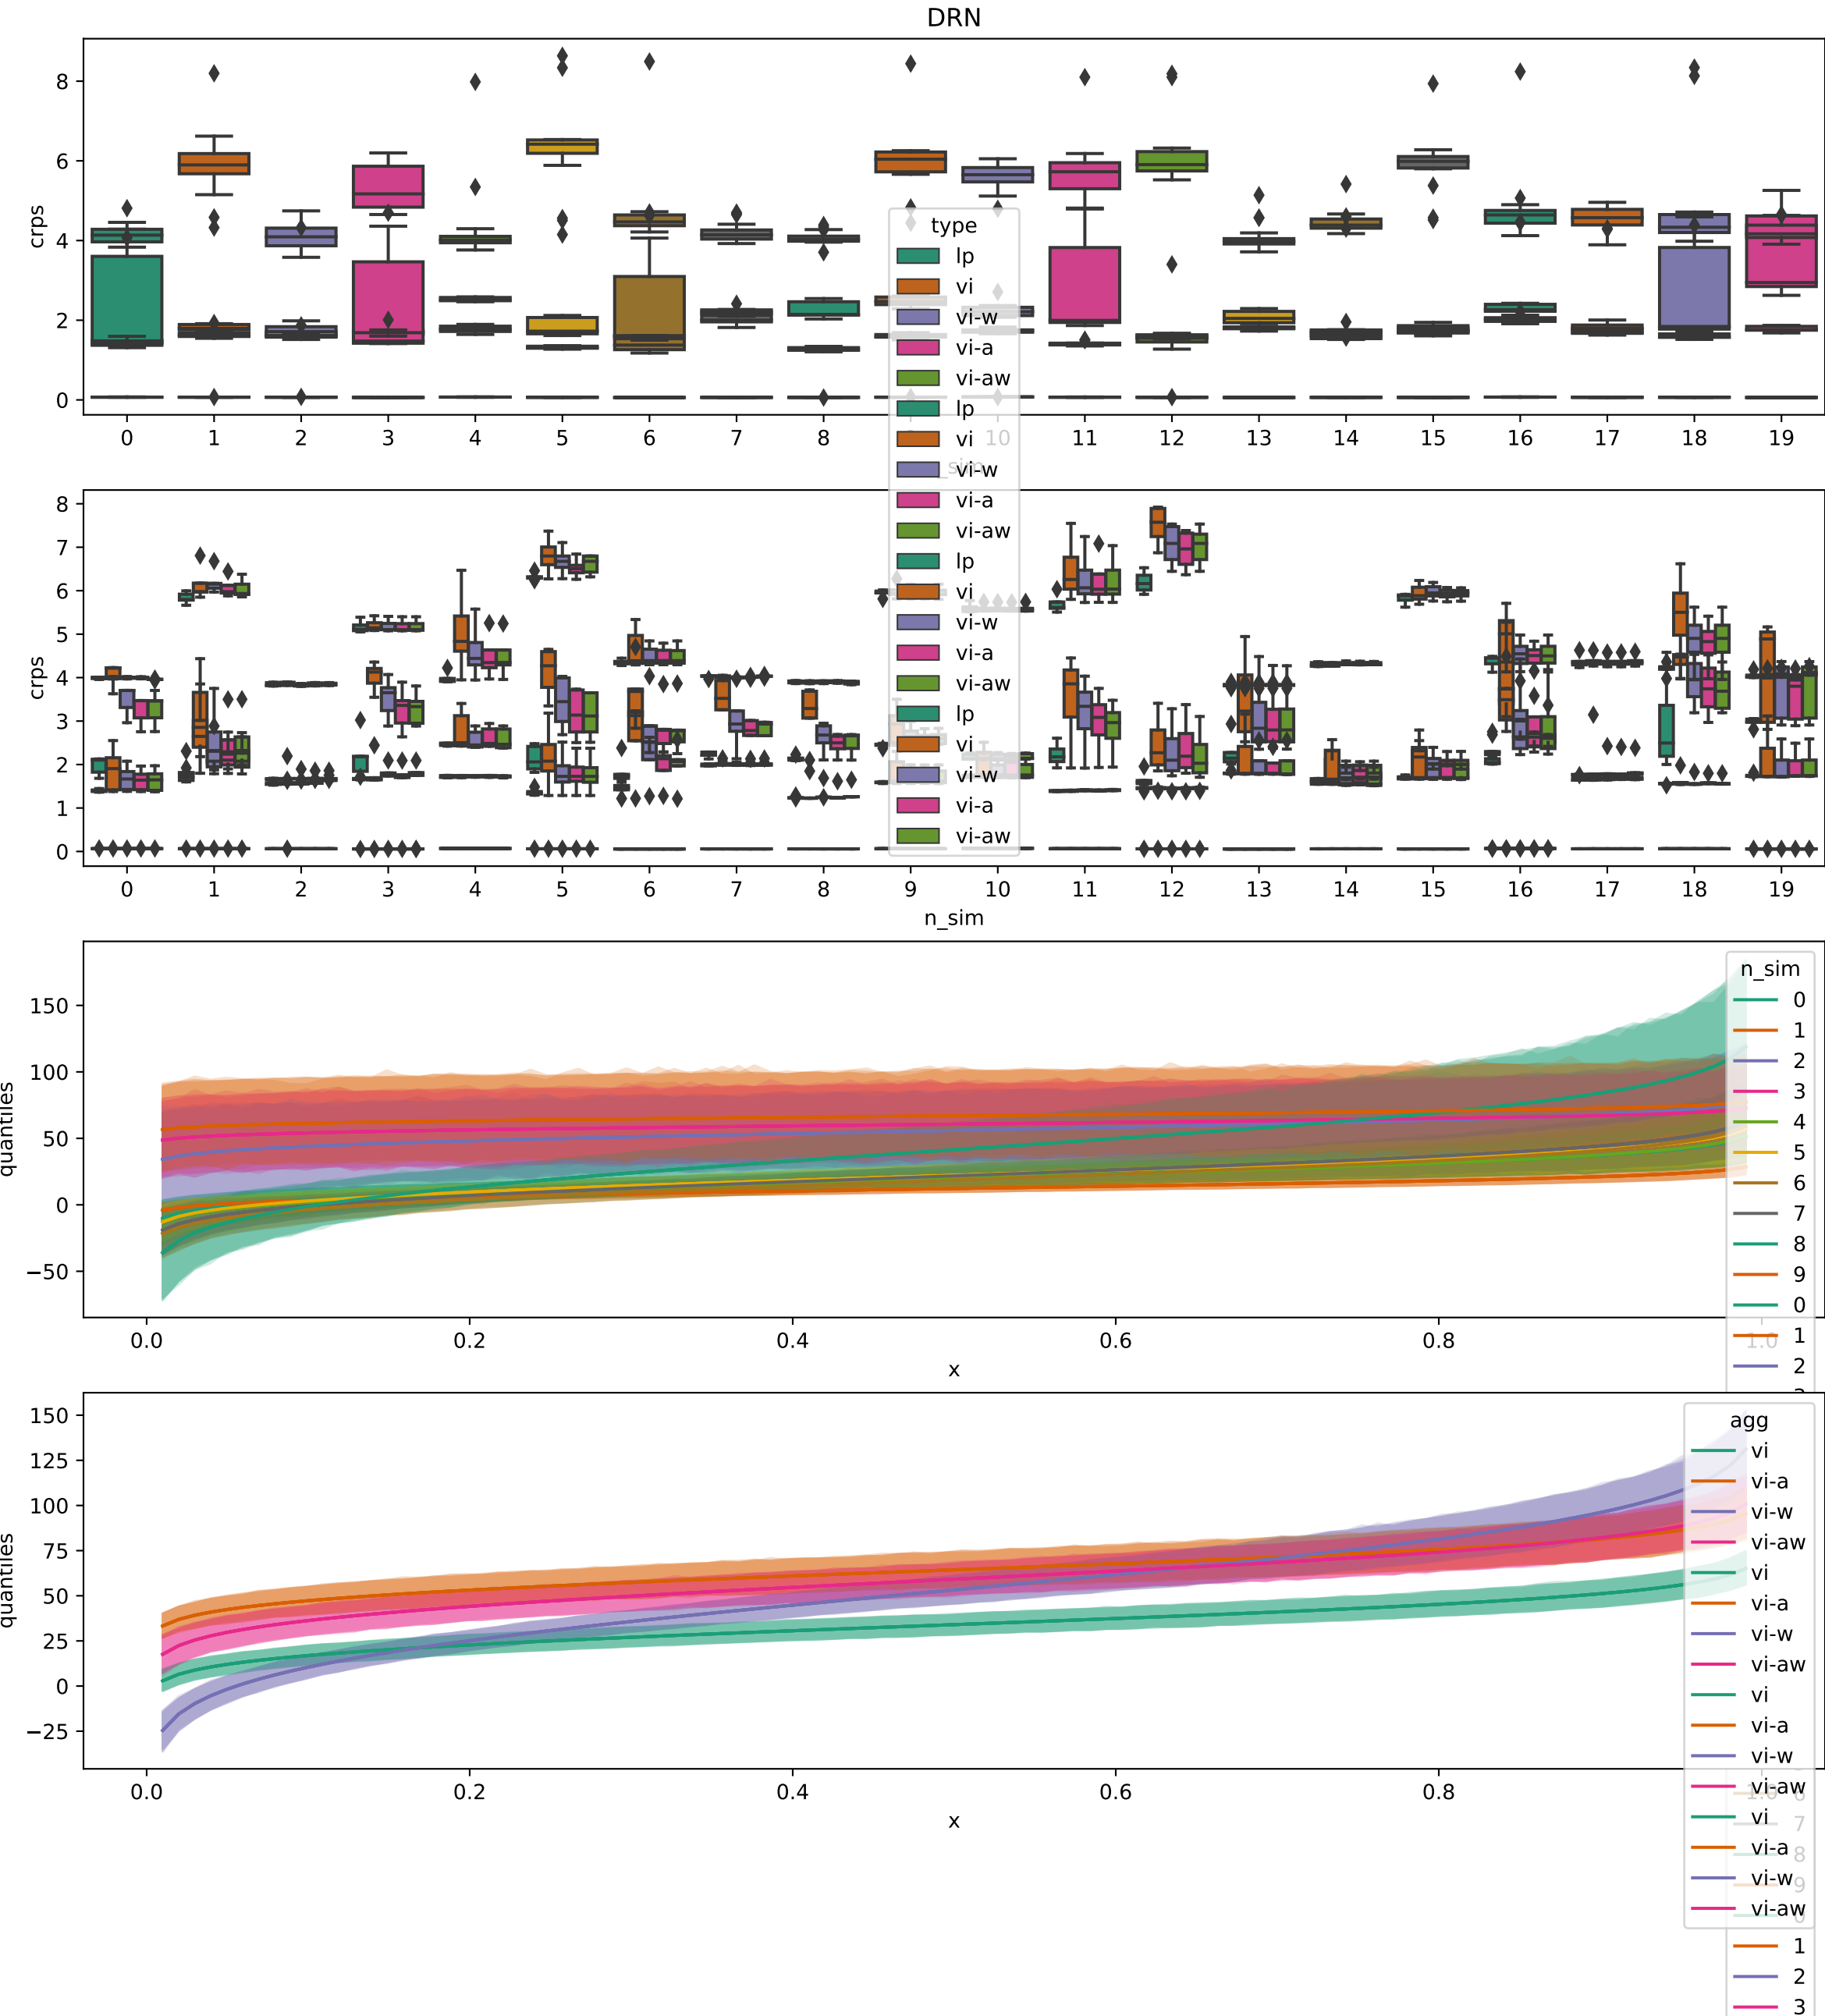 DRN
8
6
4
2
0
crps
0 1 2 3 4 5 6 7 8 10 11 12 13 14 15 16 17 18 19
type
lp
vi
vi-w
vi-a
vi-aw
lp
vi
vi-w
vi-a
vi-aw
lp
vi
vi-w
vi-a
vi-aw
lp
vi
vi-w
vi-a
vi-aw
8
7
6
5
4
3
2
1
0
crps
0 1 2 3 4 5 6 7 8 9 10 11 12 13 14 15 16 17 18 19
n_sim
150
100
50
0
−50
quantiles
0.0 0.2 0.4 0.6 0.8 1.0
x
n_sim
0
1
2
3
4
5
6
7
8
9
0
1
2
150
125
100
75
50
25
0
−25
quantiles
0.0 0.2 0.4 0.6 0.8
x
agg
vi
vi-a
vi-w
vi-aw
vi
vi-a
vi-w
vi-aw
vi
vi-a
vi-w
vi-aw
vi
vi-a
vi-w
vi-aw
7
8
9
1
2
3